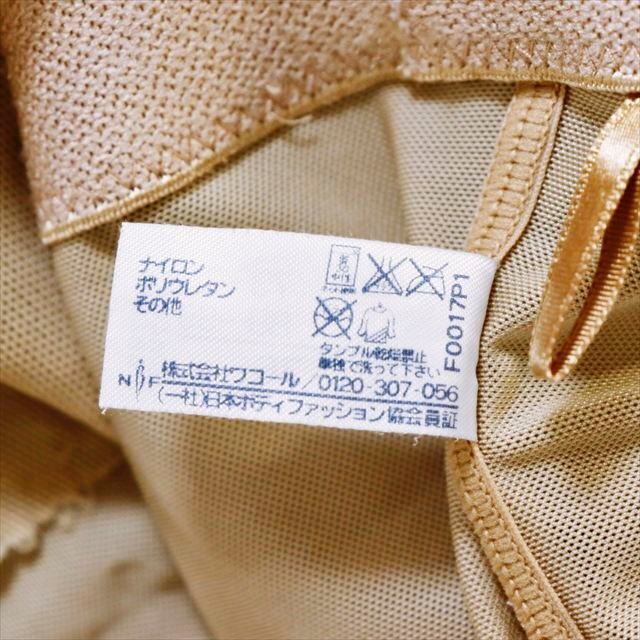 ナイロン
ポリウレタン
その他
タンブル乾燥禁止
単独で洗って下さい
F0017P1
N F 株式会社ワコール/0120-307-056
(一社)日本ボディファッション協会会員証